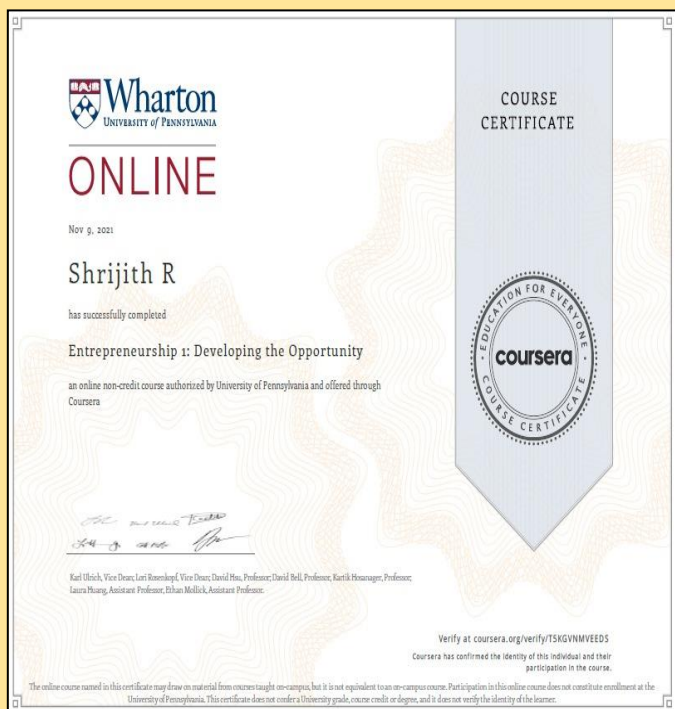 Wharton
UNIVERSITY of PENNSYLVANIA
ONLINE
Nov 9, 2021
Shrijith R
has successfully completed
Entrepreneurship 1: Developing the Opportunity
an online non-credit course authorized by University of Pennsylvania and offered through
Coursera
COURSE
CERTIFICATE
EDUCATION FOR EVERYONE
coursera
COURSE CERTIFICATE
Karl Ulrich, Vice Dean; Lori Rosenkopf, Vice Dean; David Hsu, Professor; David Bell, Professor; Kartik Hosanager, Professor;
Laura Huang, Assistant Professor, Ethan Mollick, Assistant Professor.
Verify at coursera.org/verify/T5KGVNMVEEDS
Coursera has confirmed the identity of this individual and their
participation in the course.
The online course named in this certificate may draw on material from courses taught on-campus, but it is not equivalent to an on-campus course. Participation in this online course does not constitute enrollment at the
University of Pennsylvania. This certificate does not confer a University grade, course credit or degree, and it does not verify the identity of the learner.